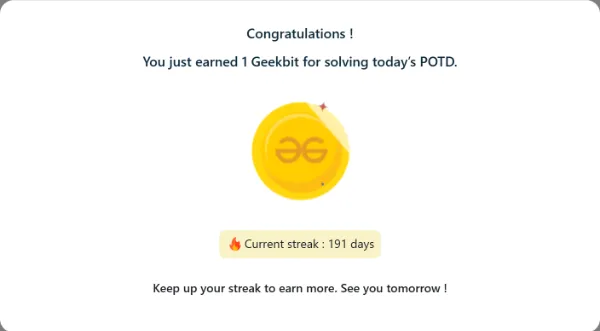 Congratulations !
You just earned 1 Geekbit for solving today's POTD.
Current streak : 191 days
Keep up your streak to earn more. See you tomorrow !